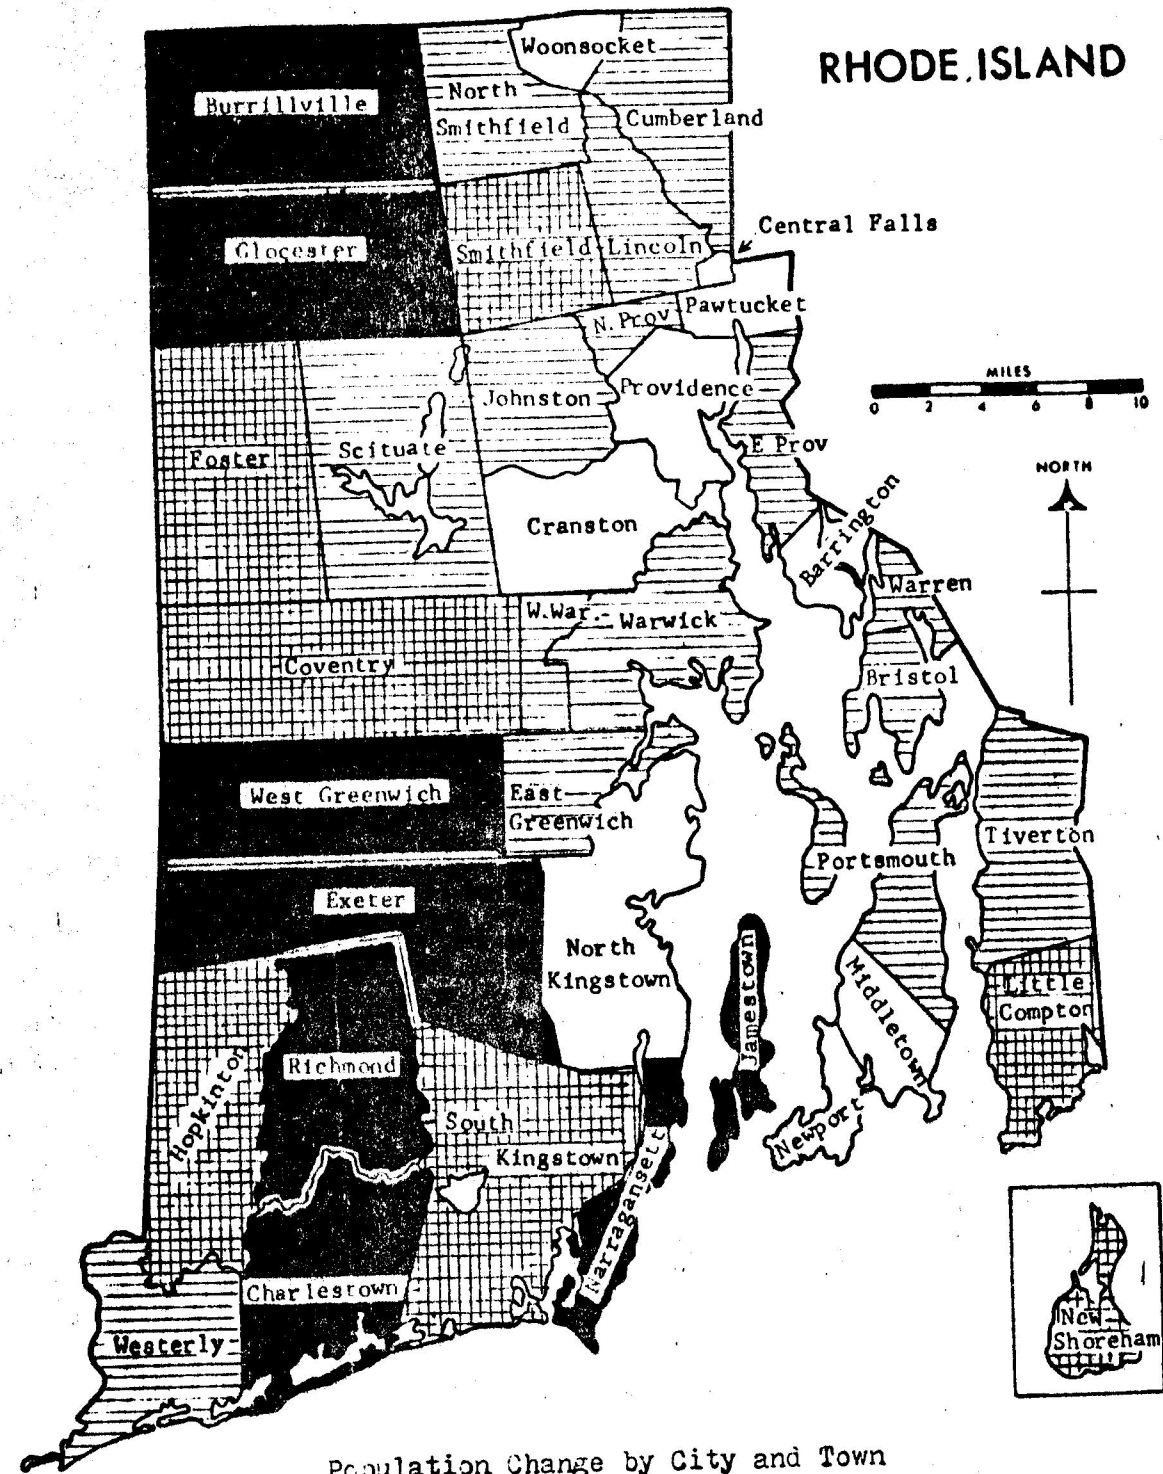 RHODE ISLAND
Woonsocket
Burrillville
North
Smithfield
Cumberland
Central Falls
Glocester
Smithfield
Lincoln
Pawtucket
N. Prov
MILES
0 2 4 6 8 10
Providence
Johnston
E Prov
Scituate
Foster
NORTH
Cranston
Barrington
Warren
W.War.
Warwick
Coventry
Bristol
West Greenwich
East
Greenwich
Tiverton
Portsmouth
Exeter
North
Kingstown
Jamestown
Middletown
Little
Compton
Richmond
Hopkinton
South
Kingstown
Newport
Narragansett
Charlestown
Westerly
New
Shoreham
Population Change by City and Town